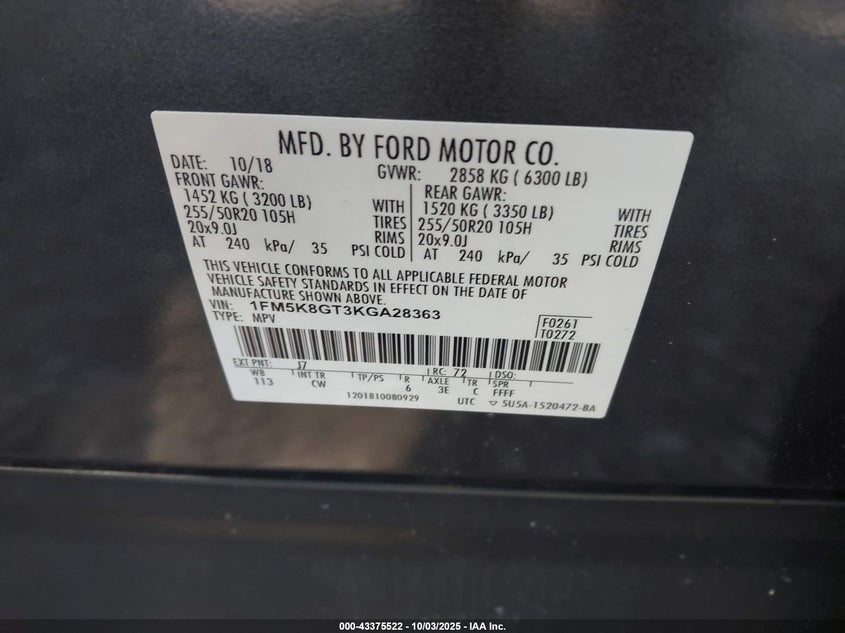 MFD. BY FORD MOTOR CO.
DATE: 10/18 GVWR: 2858 KG ( 6300 LB)
FRONT GAWR: REAR GAWR:
1452 KG ( 3200 LB) WITH 1520 KG ( 3350 LB) WITH
255/50R20 105H TIRES 255/50R20 105H TIRES
20x9.0J RIMS 20x9.0J RIMS
AT 240 kPa/ 35 PSI COLD AT 240 kPa/ 35 PSI COLD
THIS VEHICLE CONFORMS TO ALL APPLICABLE FEDERAL MOTOR
VEHICLE SAFETY STANDARDS IN EFFECT ON THE DATE OF
MANUFACTURE SHOWN ABOVE.
VIN: 1FM5K8GT3KGA28363 F0261
TYPE: MPV T0272
EXT PNT: J7 RC: 72 DSO:
WB INT TR TP/PS R AXLE TR SPR
113 CW 6 3E C FFFF
1201810080929 UTC ▽ 5U5A-1520472-BA
000-43375522 - 10/03/2025 - IAA Inc.